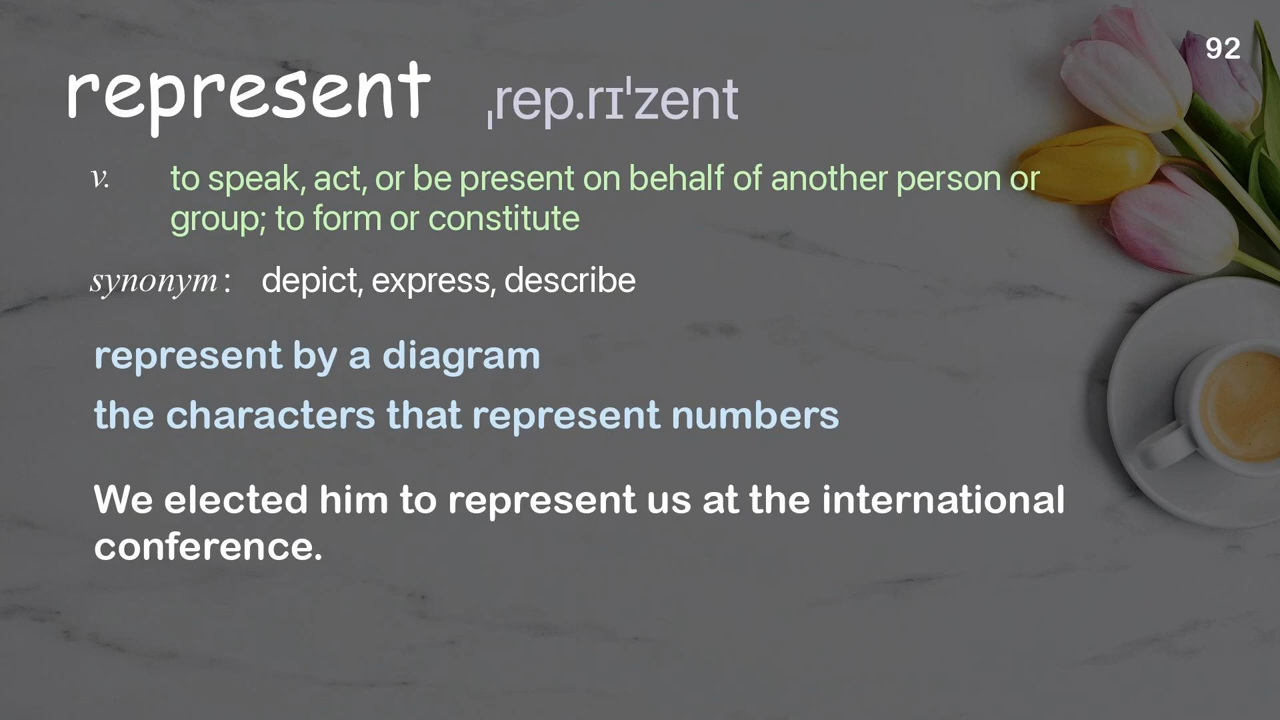 92
represent ˌrep.rɪˈzent
v. to speak, act, or be present on behalf of another person or
group; to form or constitute
synonym: depict, express, describe
represent by a diagram
the characters that represent numbers
We elected him to represent us at the international
conference.